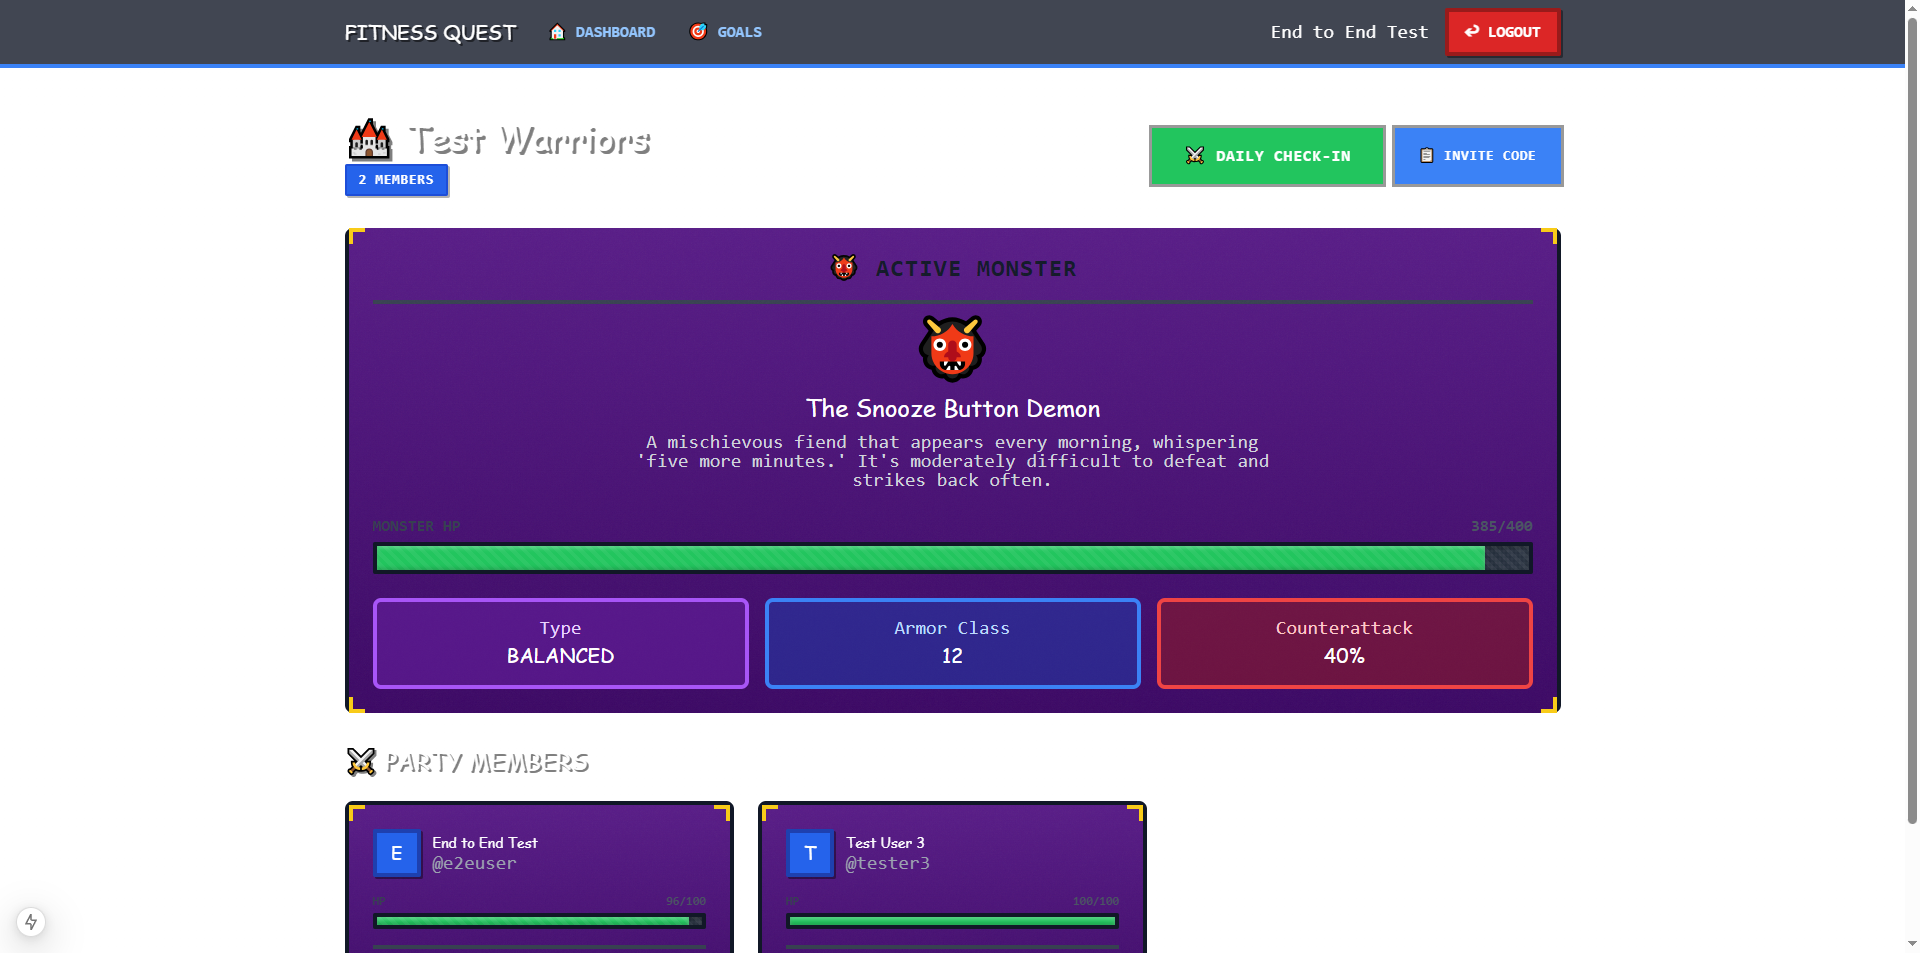 FITNESS QUEST
DASHBOARD
GOALS
End to End Test
LOGOUT
Test Warriors
2 MEMBERS
DAILY CHECK-IN
INVITE CODE
ACTIVE MONSTER
The Snooze Button Demon
A mischievous fiend that appears every morning, whispering
'five more minutes.' It's moderately difficult to defeat and
strikes back often.
MONSTER HP
385/400
Type
BALANCED
Armor Class
12
Counterattack
40%
PARTY MEMBERS
E
End to End Test
@e2euser
HP
96/100
T
Test User 3
@tester3
HP
100/100